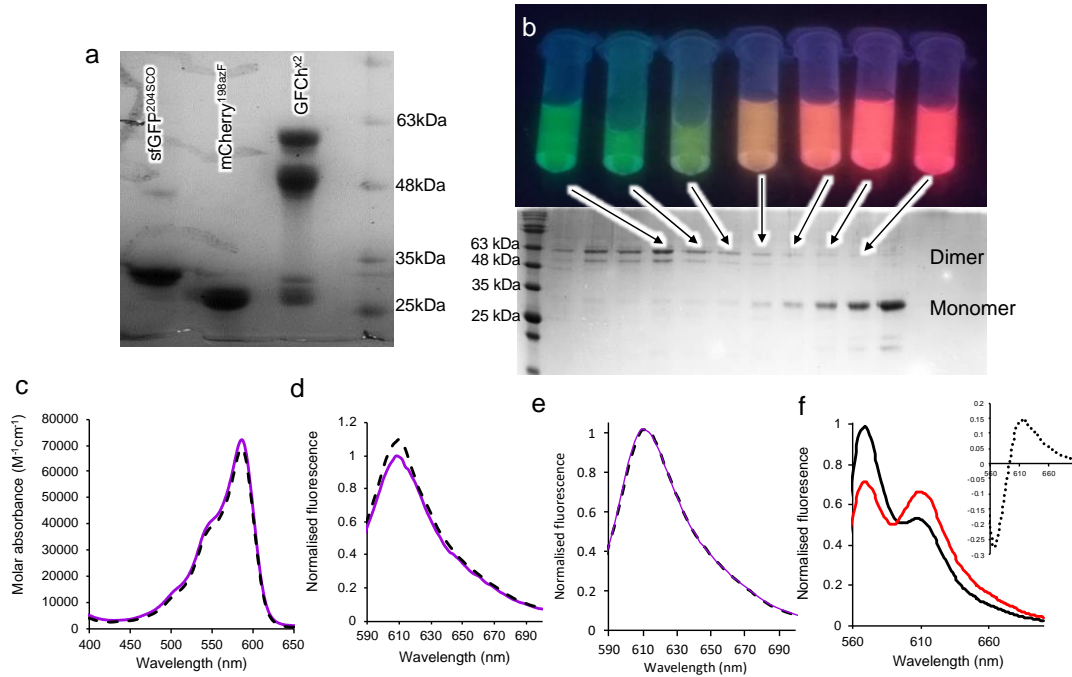 a
sfGFP204SCO
mCherry198azF
GFChx2
63kDa
48kDa
35kDa
25kDa
b
63 kDa
48 kDa
35 kDa
25 kDa
Dimer
Monomer
c
Molar absorbance (M-1cm-1)
80000
70000
60000
50000
40000
30000
20000
10000
0
400 450 500 550 600 650
Wavelength (nm)
d
Normalised fluorescence
1.2
1
0.8
0.6
0.4
0.2
0
590 610 630 650 670 690
Wavelength (nm)
e
Normalised fluorescence
1
0.8
0.6
0.4
0.2
0
590 610 630 650 670 690
Wavelength (nm)
f
Normalised fluorescence
1
0.8
0.6
0.4
0.2
0
560 610 660
Wavelength (nm)
0.2
0.15
0.1
0.05
0
-0.05
-0.1
-0.15
-0.2
-0.25
-0.3
560 610 660